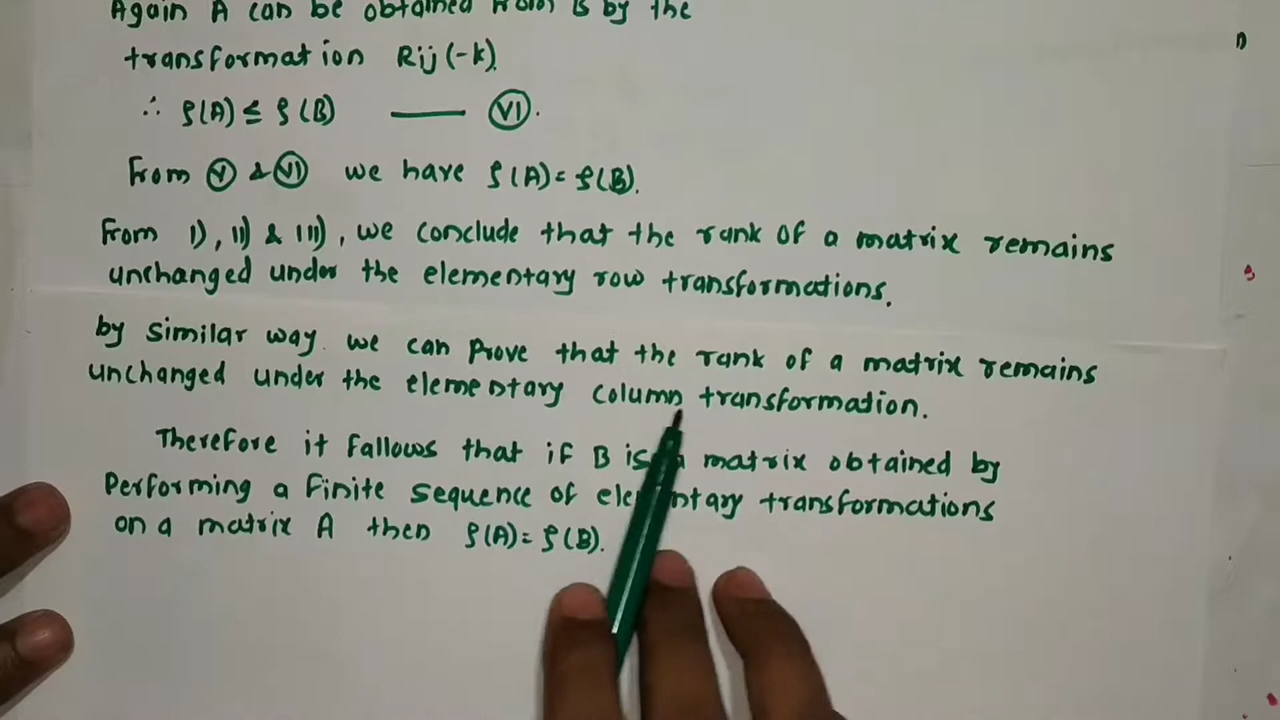 Again A can be obtained from B by the
transformation Rij(-k).
∴ ρ(A) ≤ ρ(B) —— (VI).
From (V) & (VI) we have ρ(A) = ρ(B).
From i), ii) & iii), we conclude that the rank of a matrix remains
unchanged under the elementary row transformations.
by similar way. we can prove that the rank of a matrix remains
unchanged under the elementary column transformation.
Therefore it fallows that if B is a matrix obtained by
Performing a finite sequence of elementary transformations
on a matrix A then ρ(A) = ρ(B).